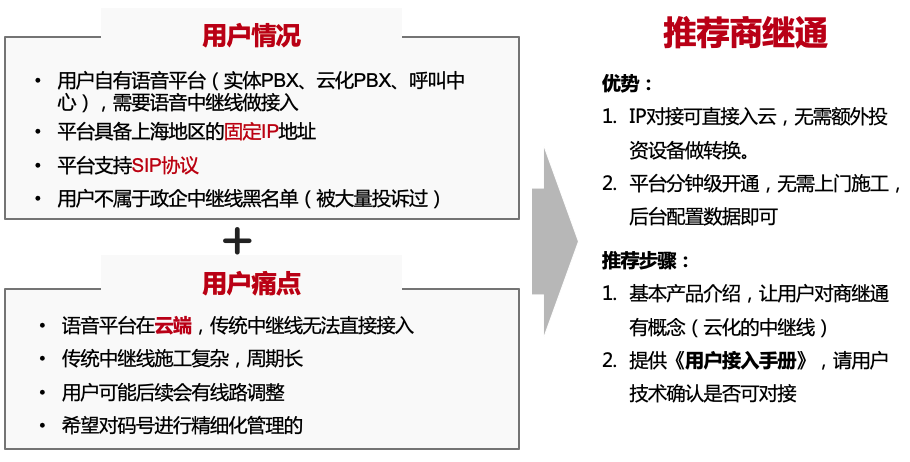 用户情况
• 用户自有语音平台（实体PBX、云化PBX、呼叫中
心），需要语音中继线做接入
• 平台具备上海地区的固定IP地址
• 平台支持SIP协议
• 用户不属于政企中继线黑名单（被大量投诉过）
+
用户痛点
• 语音平台在云端，传统中继线无法直接接入
• 传统中继线施工复杂，周期长
• 用户可能后续会有线路调整
• 希望对码号进行精细化管理的
推荐商继通
优势：
1. IP对接可直接入云，无需额外投
资设备做转换。
2. 平台分钟级开通，无需上门施工，
后台配置数据即可
推荐步骤：
1. 基本产品介绍，让用户对商继通
有概念（云化的中继线）
2. 提供《用户接入手册》，请用户
技术确认是否可对接